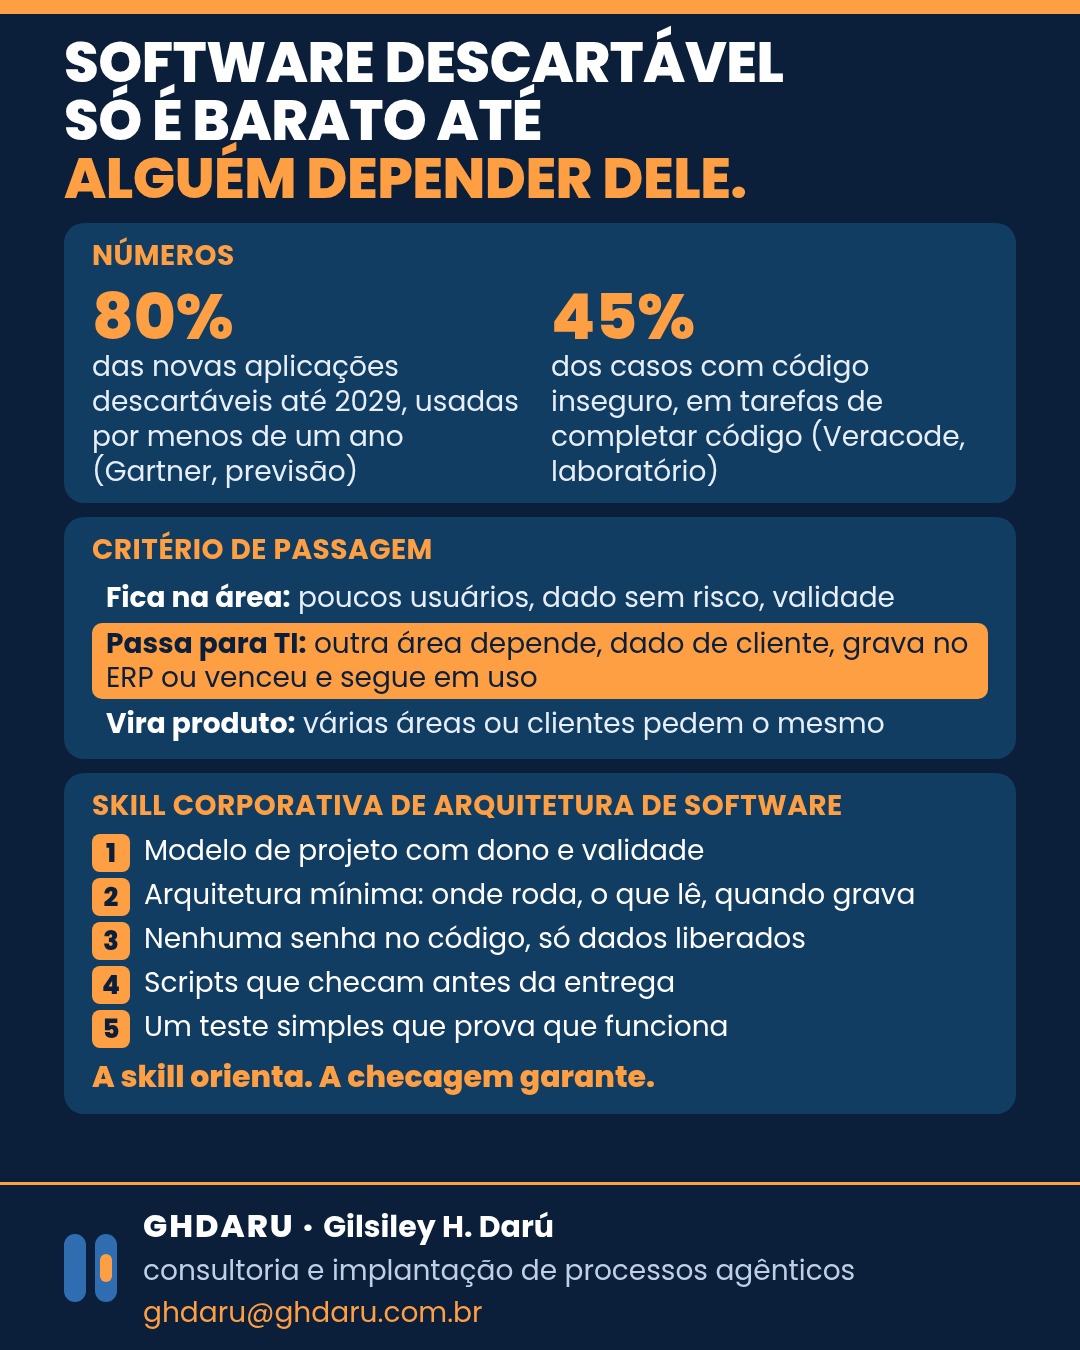 SOFTWARE DESCARTÁVEL
SÓ É BARATO ATÉ
ALGUÉM DEPENDER DELE.
NÚMEROS
80%
das novas aplicações
descartáveis até 2029, usadas
por menos de um ano
(Gartner, previsão)
45%
dos casos com código
inseguro, em tarefas de
completar código (Veracode,
laboratório)
CRITÉRIO DE PASSAGEM
Fica na área: poucos usuários, dado sem risco, validade
Passa para TI: outra área depende, dado de cliente, grava no
ERP ou venceu e segue em uso
Vira produto: várias áreas ou clientes pedem o mesmo
SKILL CORPORATIVA DE ARQUITETURA DE SOFTWARE
1 Modelo de projeto com dono e validade
2 Arquitetura mínima: onde roda, o que lê, quando grava
3 Nenhuma senha no código, só dados liberados
4 Scripts que checam antes da entrega
5 Um teste simples que prova que funciona
A skill orienta. A checagem garante.
GHDARU · Gilsiley H. Darú
consultoria e implantação de processos agênticos
ghdaru@ghdaru.com.br